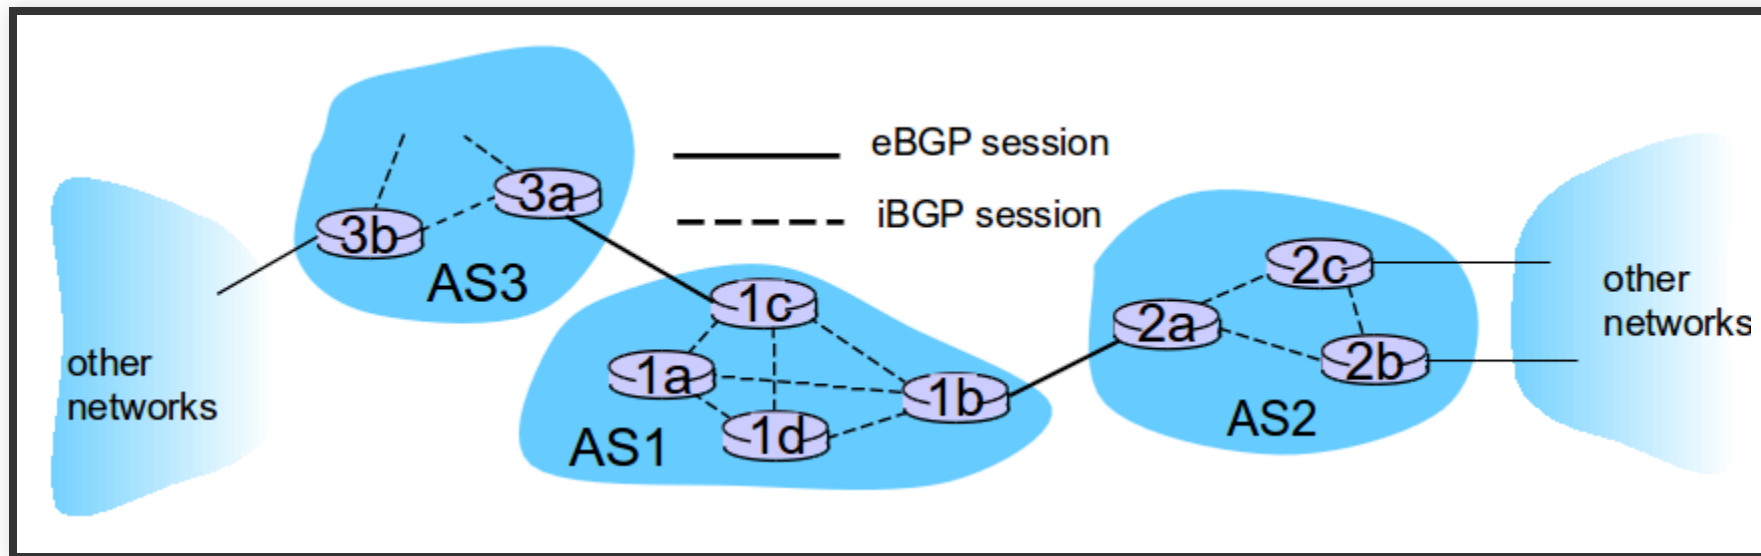 eBGP session
iBGP session
3a
3b
AS3
1c
1a
1b
1d
AS1
2c
2a
2b
AS2
other
networks
other
networks